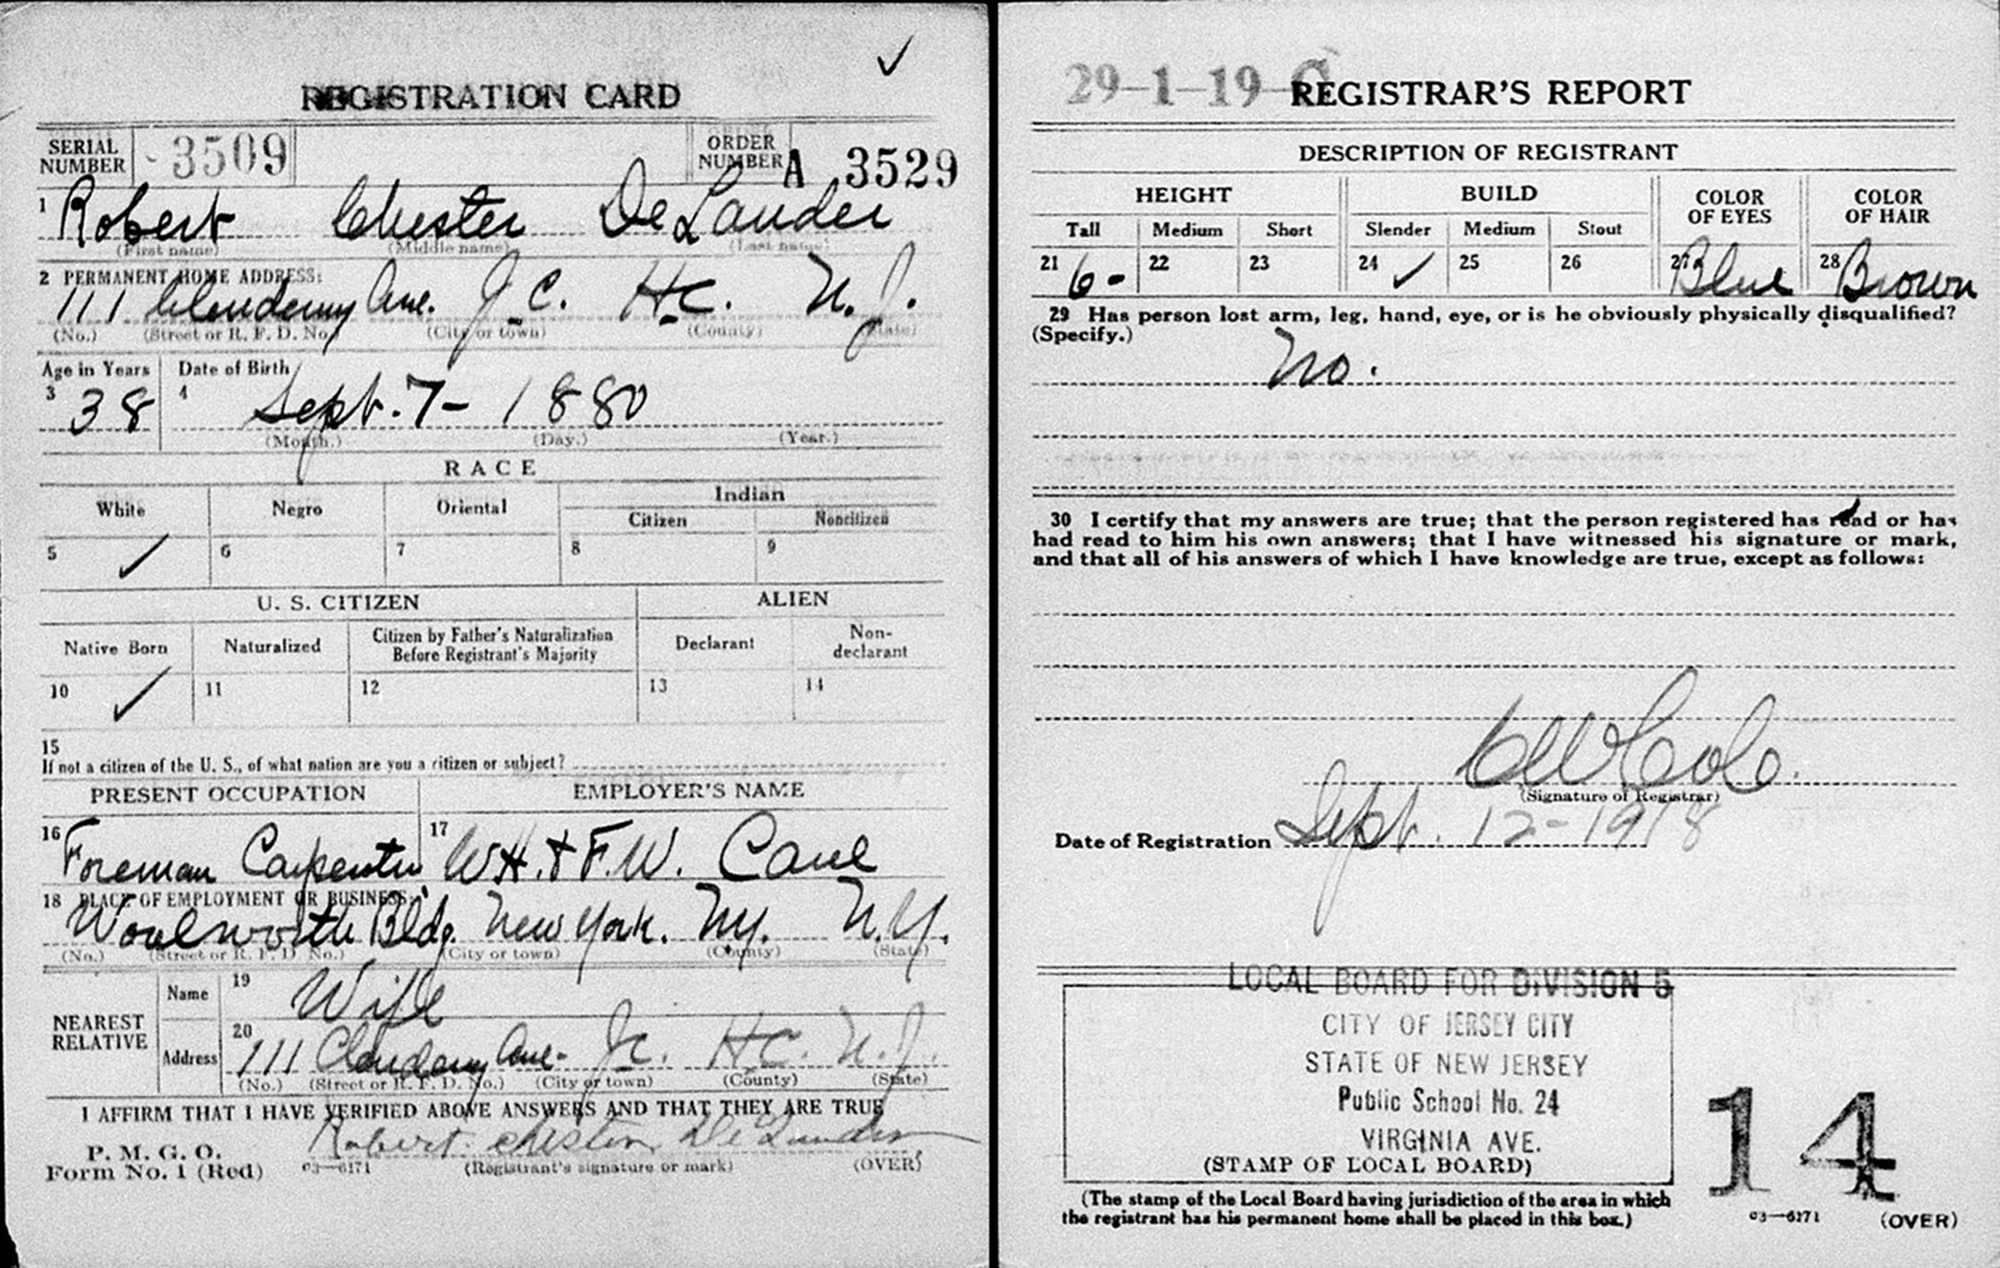 REGISTRATION CARD
SERIAL NUMBER 3509 ORDER NUMBER A 3529
1 Robert Chester DeLander
(First name) (Middle name) (Last name)
2 PERMANENT HOME ADDRESS:
111 Clendenny Ave. J.C. H.C. N.J.
(No.) (Street or R. F. D. No.) (City or town) (County) (State)
Age in Years Date of Birth
3 38 4 Sept. 7- 1880
(Month.) (Day.) (Year.)
RACE
White Negro Oriental Indian
Citizen Noncitizen
5 ✓ 6 7 8 9
U. S. CITIZEN ALIEN
Native Born Naturalized Citizen by Father's Naturalization Before Registrant's Majority Declarant Non-declarant
10 ✓ 11 12 13 14
15
If not a citizen of the U. S., of what nation are you a citizen or subject?
PRESENT OCCUPATION EMPLOYER'S NAME
16 Foreman Carpenter 17 W.H. & F.W. Cane
18 PLACE OF EMPLOYMENT OR BUSINESS:
Woolworth Bldg. New York. NY. N.Y.
(No.) (Street or R. F. D. No.) (City or town) (County) (State)
NEAREST RELATIVE
Name 19 Wife
Address 20 111 Clendenny Ave. J.C. H.C. N.J.
(No.) (Street or R. F. D. No.) (City or town) (County) (State)
I AFFIRM THAT I HAVE VERIFIED ABOVE ANSWERS AND THAT THEY ARE TRUE
Robert Chester DeLander
P. M. G. O.
Form No. 1 (Red) 03—6171 (Registrant's signature or mark) (OVER)
29-1-19 C REGISTRAR'S REPORT
DESCRIPTION OF REGISTRANT
HEIGHT BUILD COLOR OF EYES COLOR OF HAIR
Tall Medium Short Slender Medium Stout
21 6- 22 23 24 ✓ 25 26 27 Blue 28 Brown
29 Has person lost arm, leg, hand, eye, or is he obviously physically disqualified?
(Specify.)
No.
30 I certify that my answers are true; that the person registered has read or has
had read to him his own answers; that I have witnessed his signature or mark,
and that all of his answers of which I have knowledge are true, except as follows:
Cole
(Signature of Registrar)
Date of Registration Sept. 12-1918
LOCAL BOARD FOR DIVISION 5
CITY OF JERSEY CITY
STATE OF NEW JERSEY
Public School No. 24
VIRGINIA AVE.
(STAMP OF LOCAL BOARD)
14
(The stamp of the Local Board having jurisdiction of the area in which
the registrant has his permanent home shall be placed in this box.)
03—6171 (OVER)